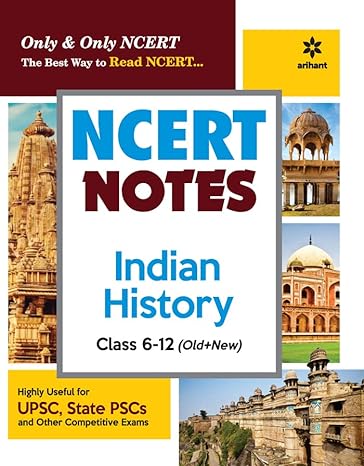 Only & Only NCERT
The Best Way to Read NCERT...
arihant
NCERT
NOTES
Indian
History
Class 6-12 (Old+New)
Highly Useful for
UPSC, State PSCs
and Other Competitive Exams